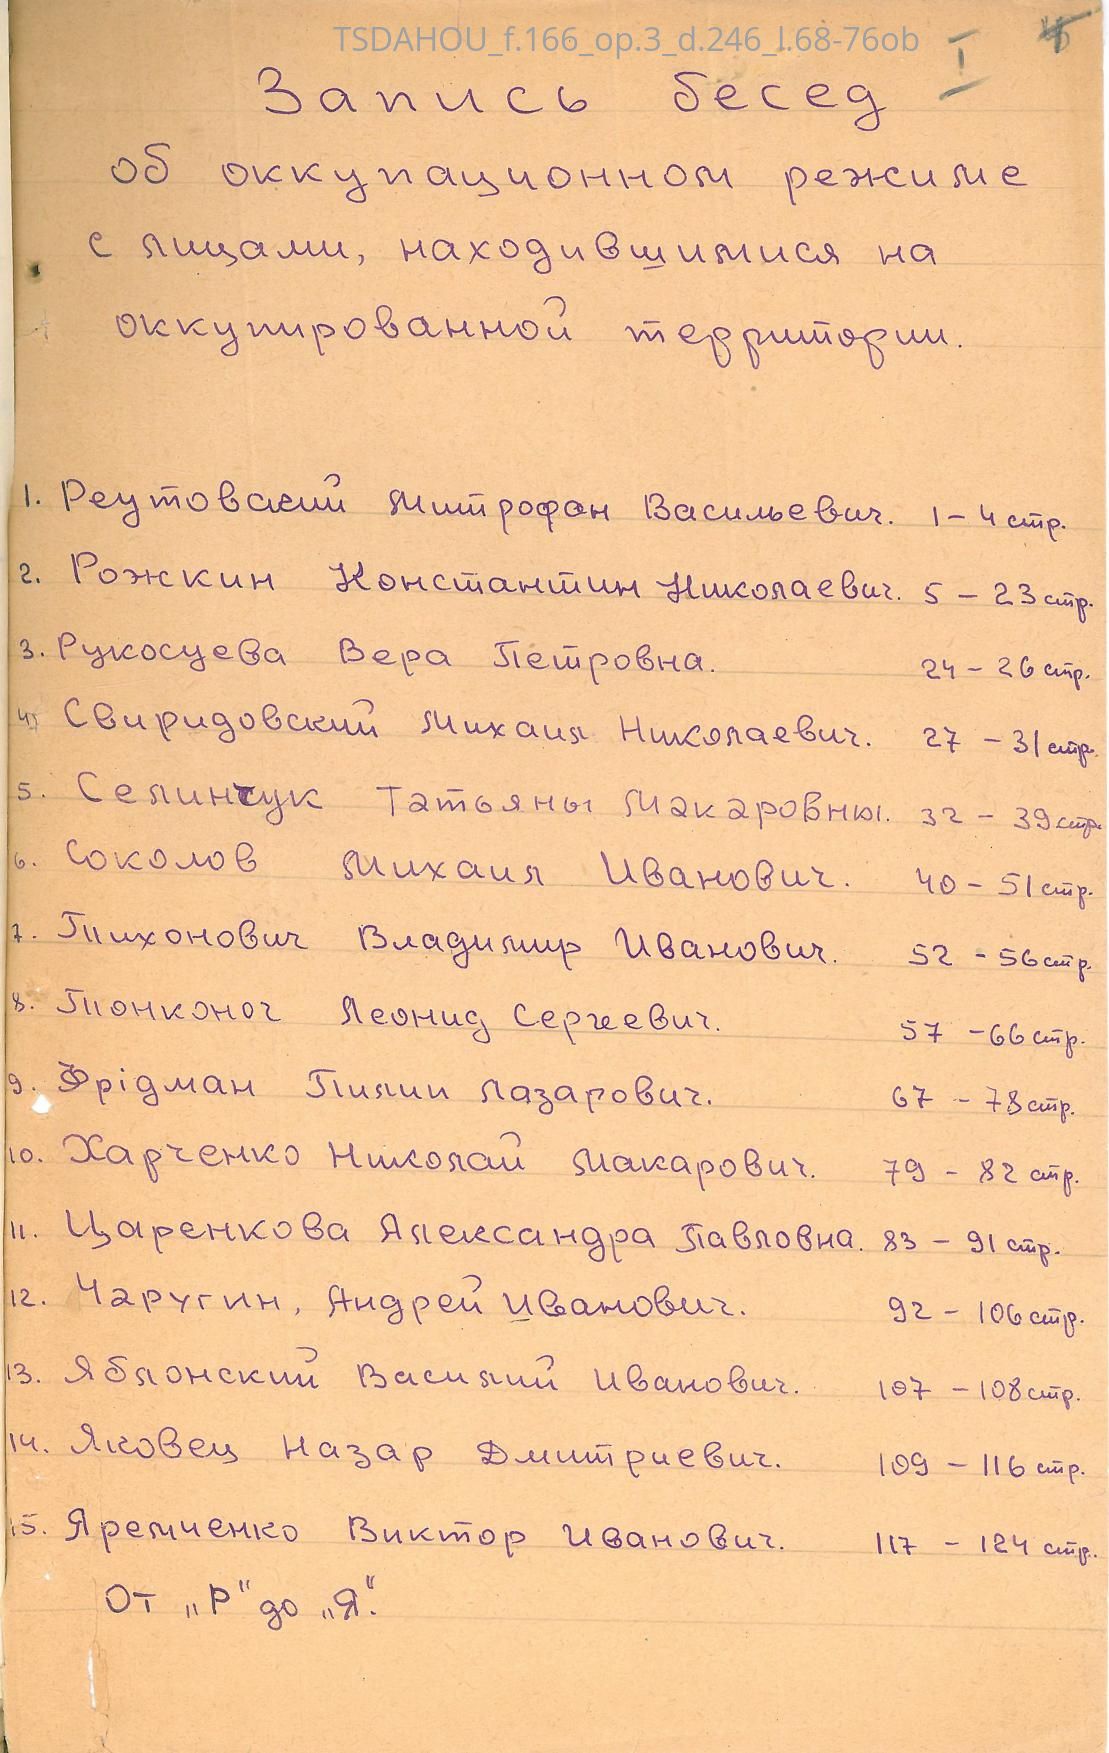 TSDAHOU_f.166_op.3_d.246_l.68-76ob
I
Запись бесед
об оккупационном режиме
с лицами, находившимися на
оккупированной территории.
1. Реутовский Митрофан Васильевич. 1-4 стр.
2. Рожкин Константин Николаевич. 5-23 стр.
3. Рукосуева Вера Петровна. 24-26 стр.
4. Свиридовский Михаил Николаевич. 27-31 стр.
5. Селинчук Татьяны Макаровны. 32-39 стр.
6. Соколов Михаил Иванович. 40-51 стр.
7. Тихонович Владимир Иванович. 52-56 стр.
8. Тонконог Леонид Сергеевич. 57-66 стр.
9. Фрідман Пилип Лазарович. 67-78 стр.
10. Харченко Николай Макарович. 79-82 стр.
11. Царенкова Александра Павловна. 83-91 стр.
12. Чаругин, Андрей Иванович. 92-106 стр.
13. Яблонский Василий Иванович. 107-108 стр.
14. Яковец Назар Дмитриевич. 109-116 стр.
15. Яремченко Виктор Иванович. 117-124 стр.
От „Р" до „Я".